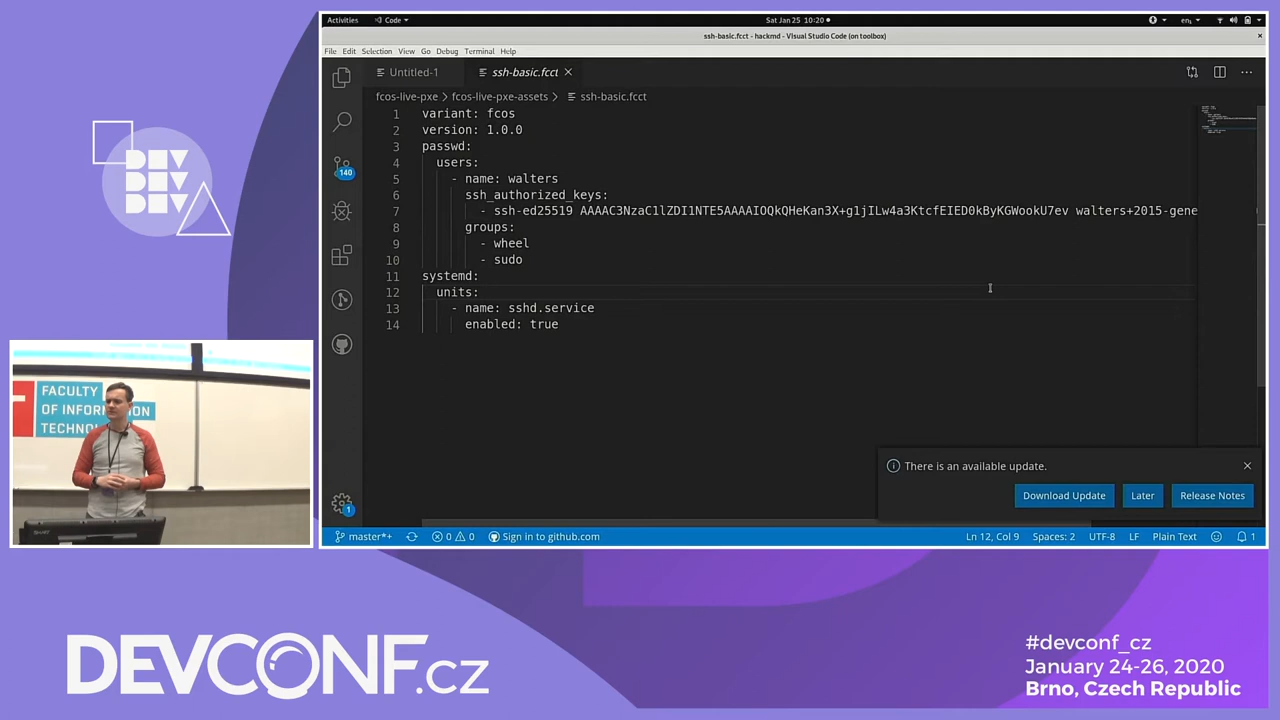 Activities
Code
Sat Jan 25 10:20
en
ssh-basic.fcct - hackmd - Visual Studio Code (on toolbox)
File Edit Selection View Go Debug Terminal Help
Untitled-1
ssh-basic.fcct
fcos-live-pxe > fcos-live-pxe-assets > ssh-basic.fcct
1 variant: fcos
2 version: 1.0.0
3 passwd:
4 users:
5 - name: walters
6 ssh_authorized_keys:
7 - ssh-ed25519 AAAAC3NzaC1lZDI1NTE5AAAAIOQkQHeKan3X+g1jILw4a3KtcfEIED0kByKGWookU7ev walters+2015-gene
8 groups:
9 - wheel
10 - sudo
11 systemd:
12 units:
13 - name: sshd.service
14 enabled: true
140
1
There is an available update.
Download Update
Later
Release Notes
master*+
0
0
Sign in to github.com
Ln 12, Col 9
Spaces: 2
UTF-8
LF
Plain Text
1
DEV
DEV
DEV
FACULTY
OF INFORMATION
DEVCONF.cz
#devconf_cz
January 24-26, 2020
Brno, Czech Republic